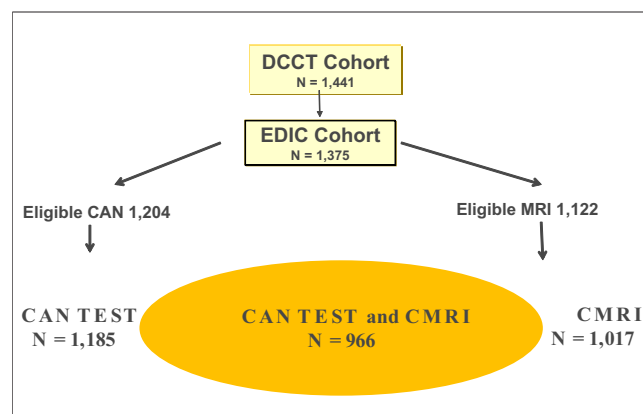 DCCT Cohort
N = 1,441
EDIC Cohort
N = 1,375
Eligible CAN 1,204
Eligible MRI 1,122
CAN TEST
N = 1,185
CAN TEST and CMRI
N = 966
CMRI
N = 1,017